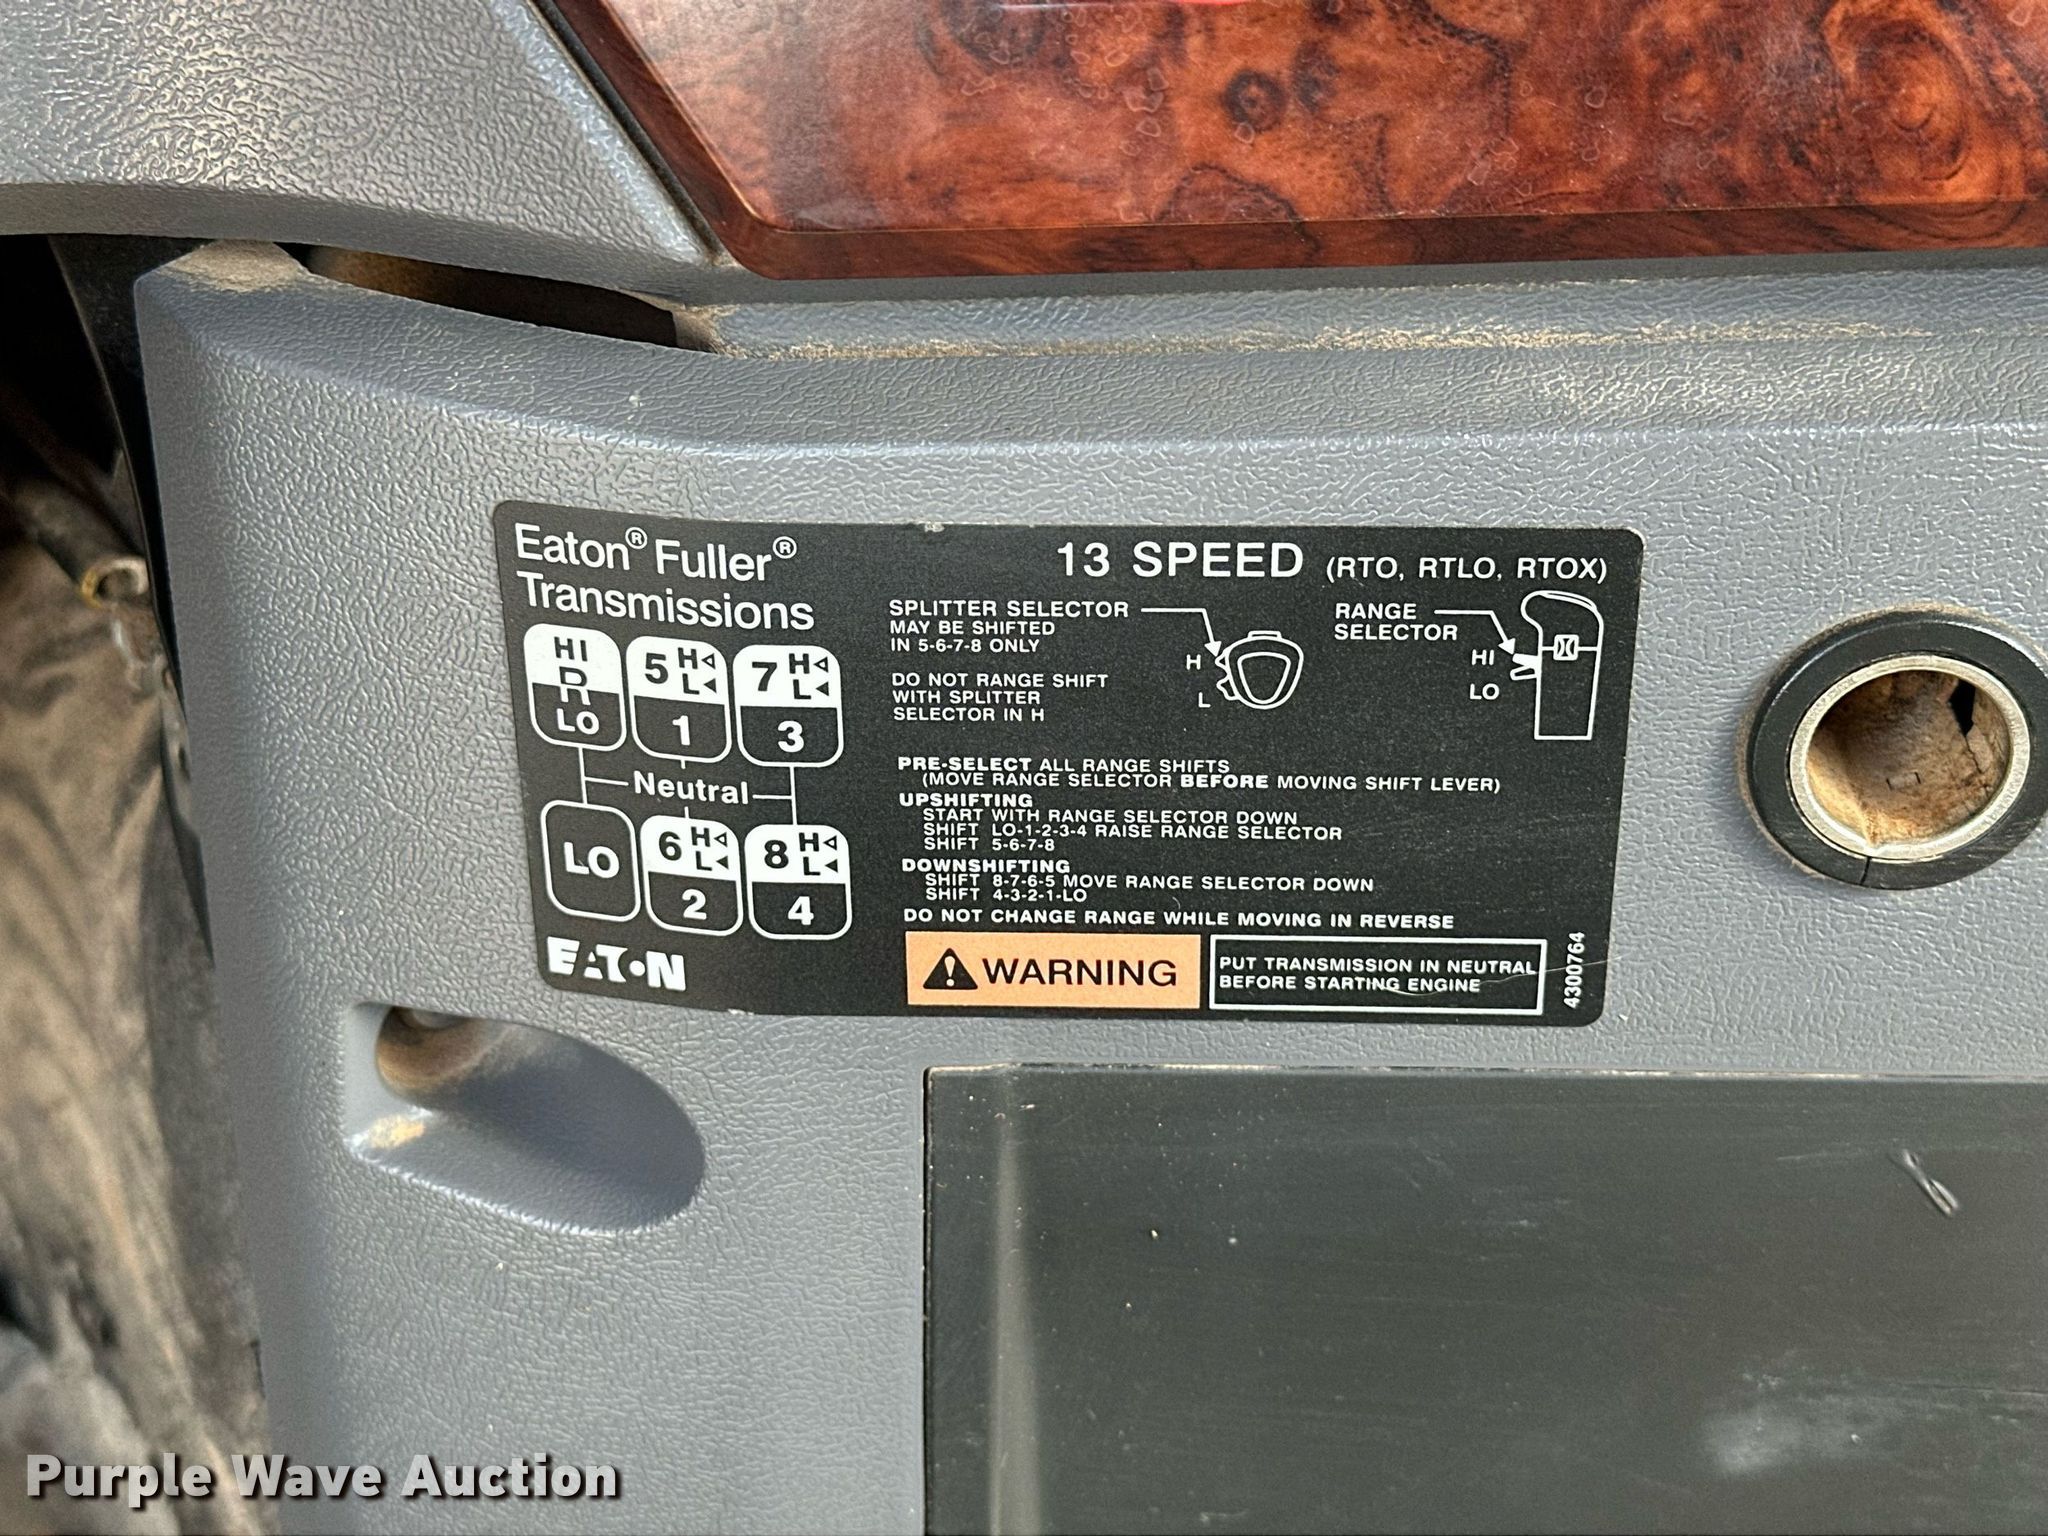 Eaton® Fuller®
Transmissions
13 SPEED (RTO, RTLO, RTOX)
HI
R
LO
5 H
L
1
7 H
L
3
Neutral
LO
6 H
L
2
8 H
L
4
EATON
SPLITTER SELECTOR
MAY BE SHIFTED
IN 5-6-7-8 ONLY
DO NOT RANGE SHIFT
WITH SPLITTER
SELECTOR IN H
H
L
RANGE
SELECTOR
HI
LO
PRE-SELECT ALL RANGE SHIFTS
(MOVE RANGE SELECTOR BEFORE MOVING SHIFT LEVER)
UPSHIFTING
START WITH RANGE SELECTOR DOWN
SHIFT LO-1-2-3-4 RAISE RANGE SELECTOR
SHIFT 5-6-7-8
DOWNSHIFTING
SHIFT 8-7-6-5 MOVE RANGE SELECTOR DOWN
SHIFT 4-3-2-1-LO
DO NOT CHANGE RANGE WHILE MOVING IN REVERSE
WARNING
PUT TRANSMISSION IN NEUTRAL
BEFORE STARTING ENGINE
4300764
Purple Wave Auction